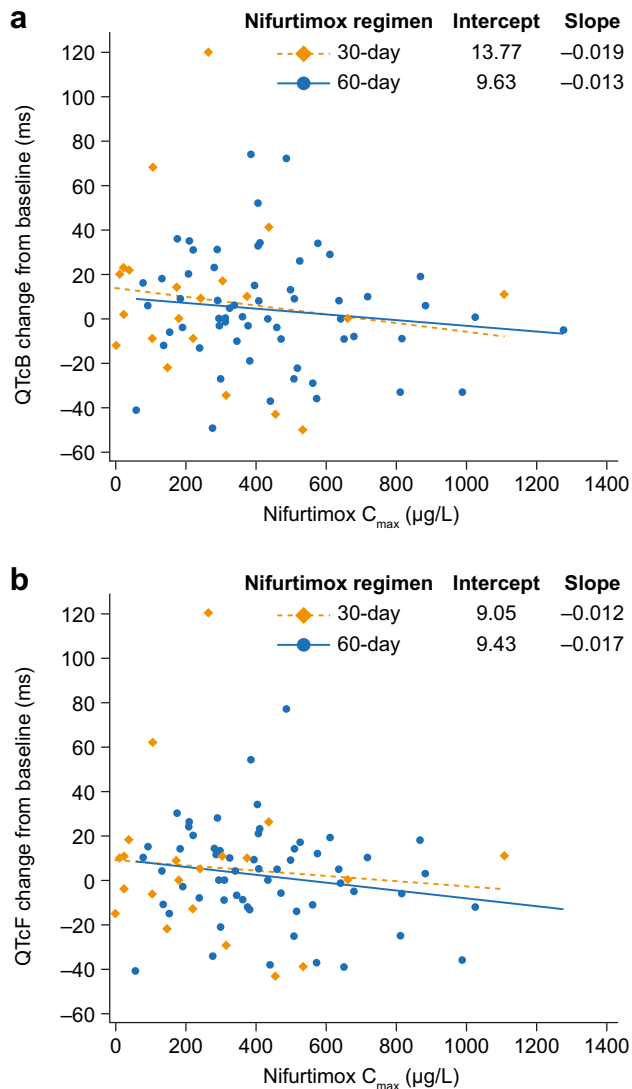 a
Nifurtimox regimen Intercept Slope
30-day 13.77 –0.019
60-day 9.63 –0.013
120
100
80
60
40
20
0
–20
–40
–60
QTcB change from baseline (ms)
0 200 400 600 800 1000 1200 1400
Nifurtimox Cmax (µg/L)
b
Nifurtimox regimen Intercept Slope
30-day 9.05 –0.012
60-day 9.43 –0.017
120
100
80
60
40
20
0
–20
–40
–60
QTcF change from baseline (ms)
0 200 400 600 800 1000 1200 1400
Nifurtimox Cmax (µg/L)